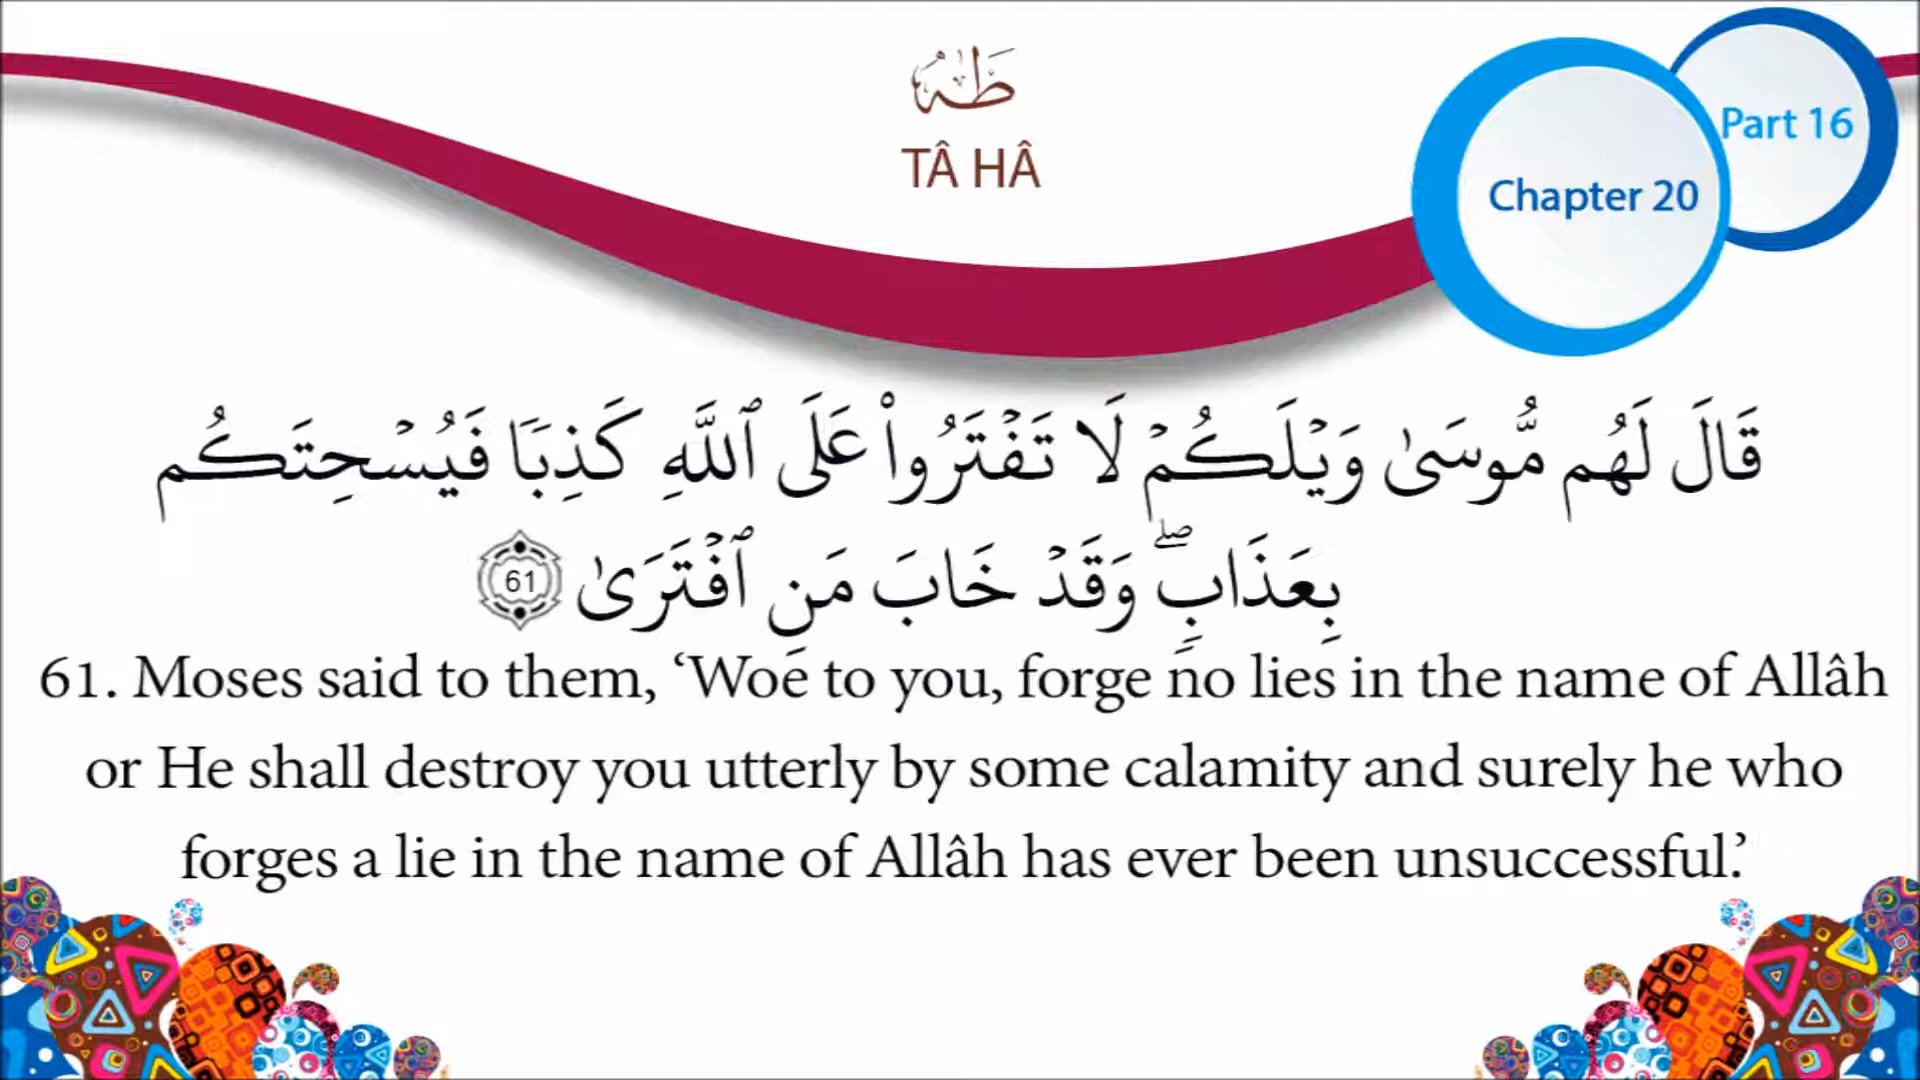 طَهُ
TÂ HÂ
Part 16
Chapter 20
قَالَ لَهُم مُّوسَىٰ وَيْلَكُمْ لَا تَفْتَرُوا۟ عَلَى ٱللَّهِ كَذِبًا فَيُسْحِتَكُم
بِعَذَابٍ ۖ وَقَدْ خَابَ مَنِ ٱفْتَرَىٰ 61
61. Moses said to them, ‘Woe to you, forge no lies in the name of Allâh
or He shall destroy you utterly by some calamity and surely he who
forges a lie in the name of Allâh has ever been unsuccessful.’